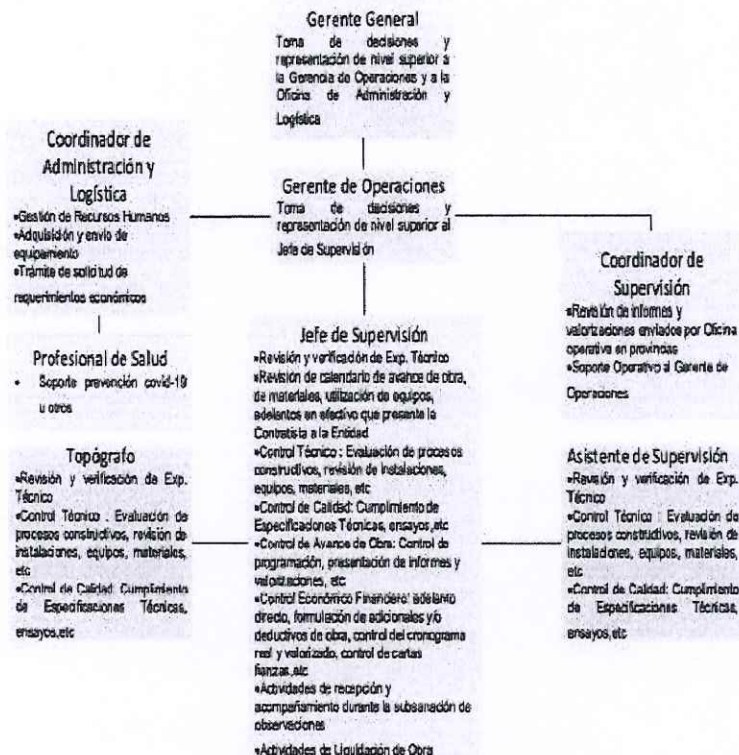 Gerente General
Toma de decisiones y
representación de nivel superior a
la Gerencia de Operaciones y a la
Oficina de Administración y
Logística
Coordinador de
Administración y
Logística
•Gestión de Recursos Humanos
•Adquisición y envío de
equipamiento
•Trámite de solicitud de
requerimientos económicos
Gerente de Operaciones
Toma de decisiones y
representación de nivel superior al
Jefe de Supervisión
Coordinador de
Supervisión
•Revisión de informes y
valorizaciones enviados por Oficina
operativa en provincias
•Soporte Operativo al Gerente de
Operaciones
Profesional de Salud
• Soporte prevención covid-19
u otros
Jefe de Supervisión
•Revisión y verificación de Exp. Técnico
•Revisión de calendario de avance de obra,
de materiales, utilización de equipos,
adelantos en efectivo que presente la
Contratista a la Entidad
•Control Técnico : Evaluación de procesos
constructivos, revisión de instalaciones,
equipos, materiales, etc
•Control de Calidad: Cumplimiento de
Especificaciones Técnicas, ensayos,etc
•Control de Avance de Obra: Control de
programación, presentación de informes y
valorizaciones, etc
•Control Económico Financiero: adelanto
directo, formulación de adicionales y/o
deductivos de obra, control del cronograma
real y valorizado, control de cartas
fianzas,etc
•Actividades de recepción y
acompañamiento durante la subsanación de
observaciones
•Actividades de Liquidación de Obra
Topógrafo
•Revisión y verificación de Exp.
Técnico
•Control Técnico : Evaluación de
procesos constructivos, revisión de
instalaciones, equipos, materiales,
etc
•Control de Calidad: Cumplimiento
de Especificaciones Técnicas,
ensayos,etc
Asistente de Supervisión
•Revisión y verificación de Exp.
Técnico
•Control Técnico : Evaluación de
procesos constructivos, revisión de
instalaciones, equipos, materiales,
etc
•Control de Calidad: Cumplimiento
de Especificaciones Técnicas,
ensayos,etc